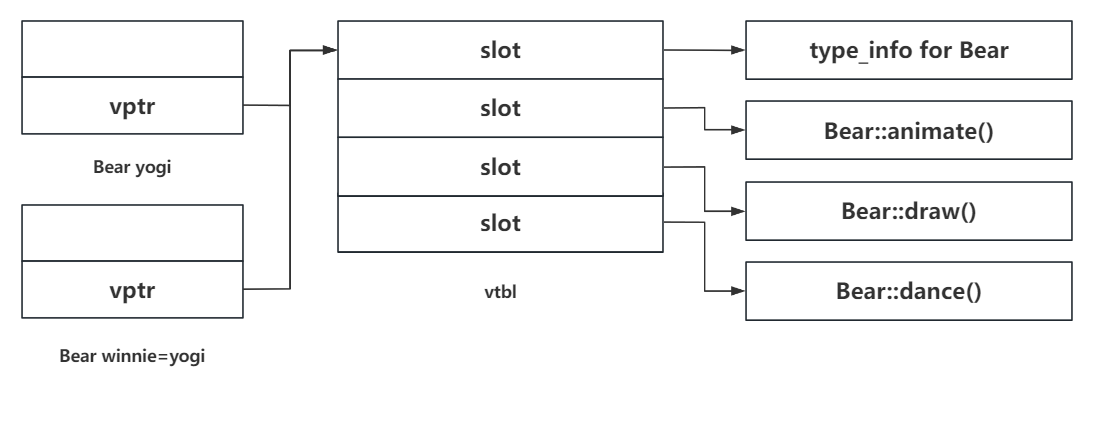 vptr
Bear yogi
vptr
Bear winnie=yogi
slot
slot
slot
slot
vtbl
type_info for Bear
Bear::animate()
Bear::draw()
Bear::dance()